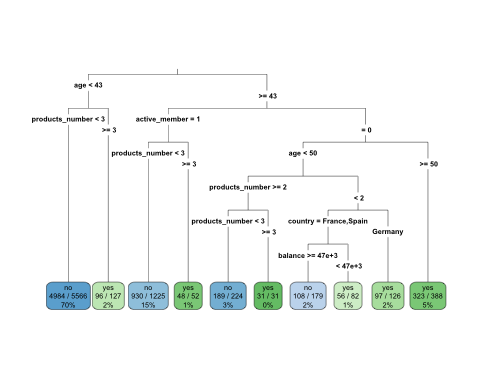 age < 43
>= 43
products_number < 3
>= 3
active_member = 1
= 0
products_number < 3
>= 3
age < 50
>= 50
products_number >= 2
< 2
products_number < 3
>= 3
country = France,Spain
Germany
balance >= 47e+3
< 47e+3
no
4984 / 5566
70%
yes
96 / 127
2%
no
930 / 1225
15%
yes
48 / 52
1%
no
189 / 224
3%
yes
31 / 31
0%
no
108 / 179
2%
yes
56 / 82
1%
yes
97 / 126
2%
yes
323 / 388
5%